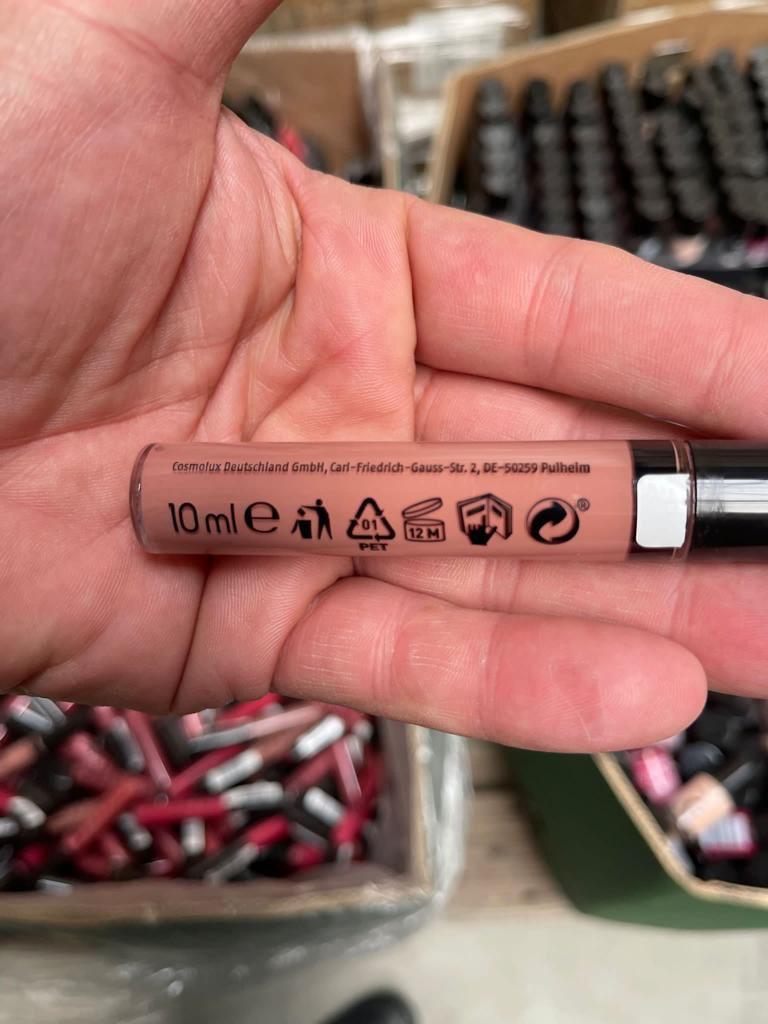 Cosmolux Deutschland GmbH, Carl-Friedrich-Gauss-Str. 2, DE-50259 Pulheim
10 ml ℮ 01 12 M ®
PET